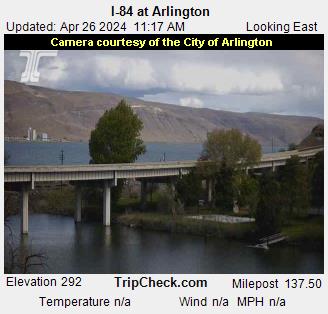 I-84 at Arlington
Updated: Apr 26 2024 11:17 AM Looking East
Camera courtesy of the City of Arlington
Elevation 292 TripCheck.com Milepost 137.50
Temperature n/a Wind n/a MPH n/a